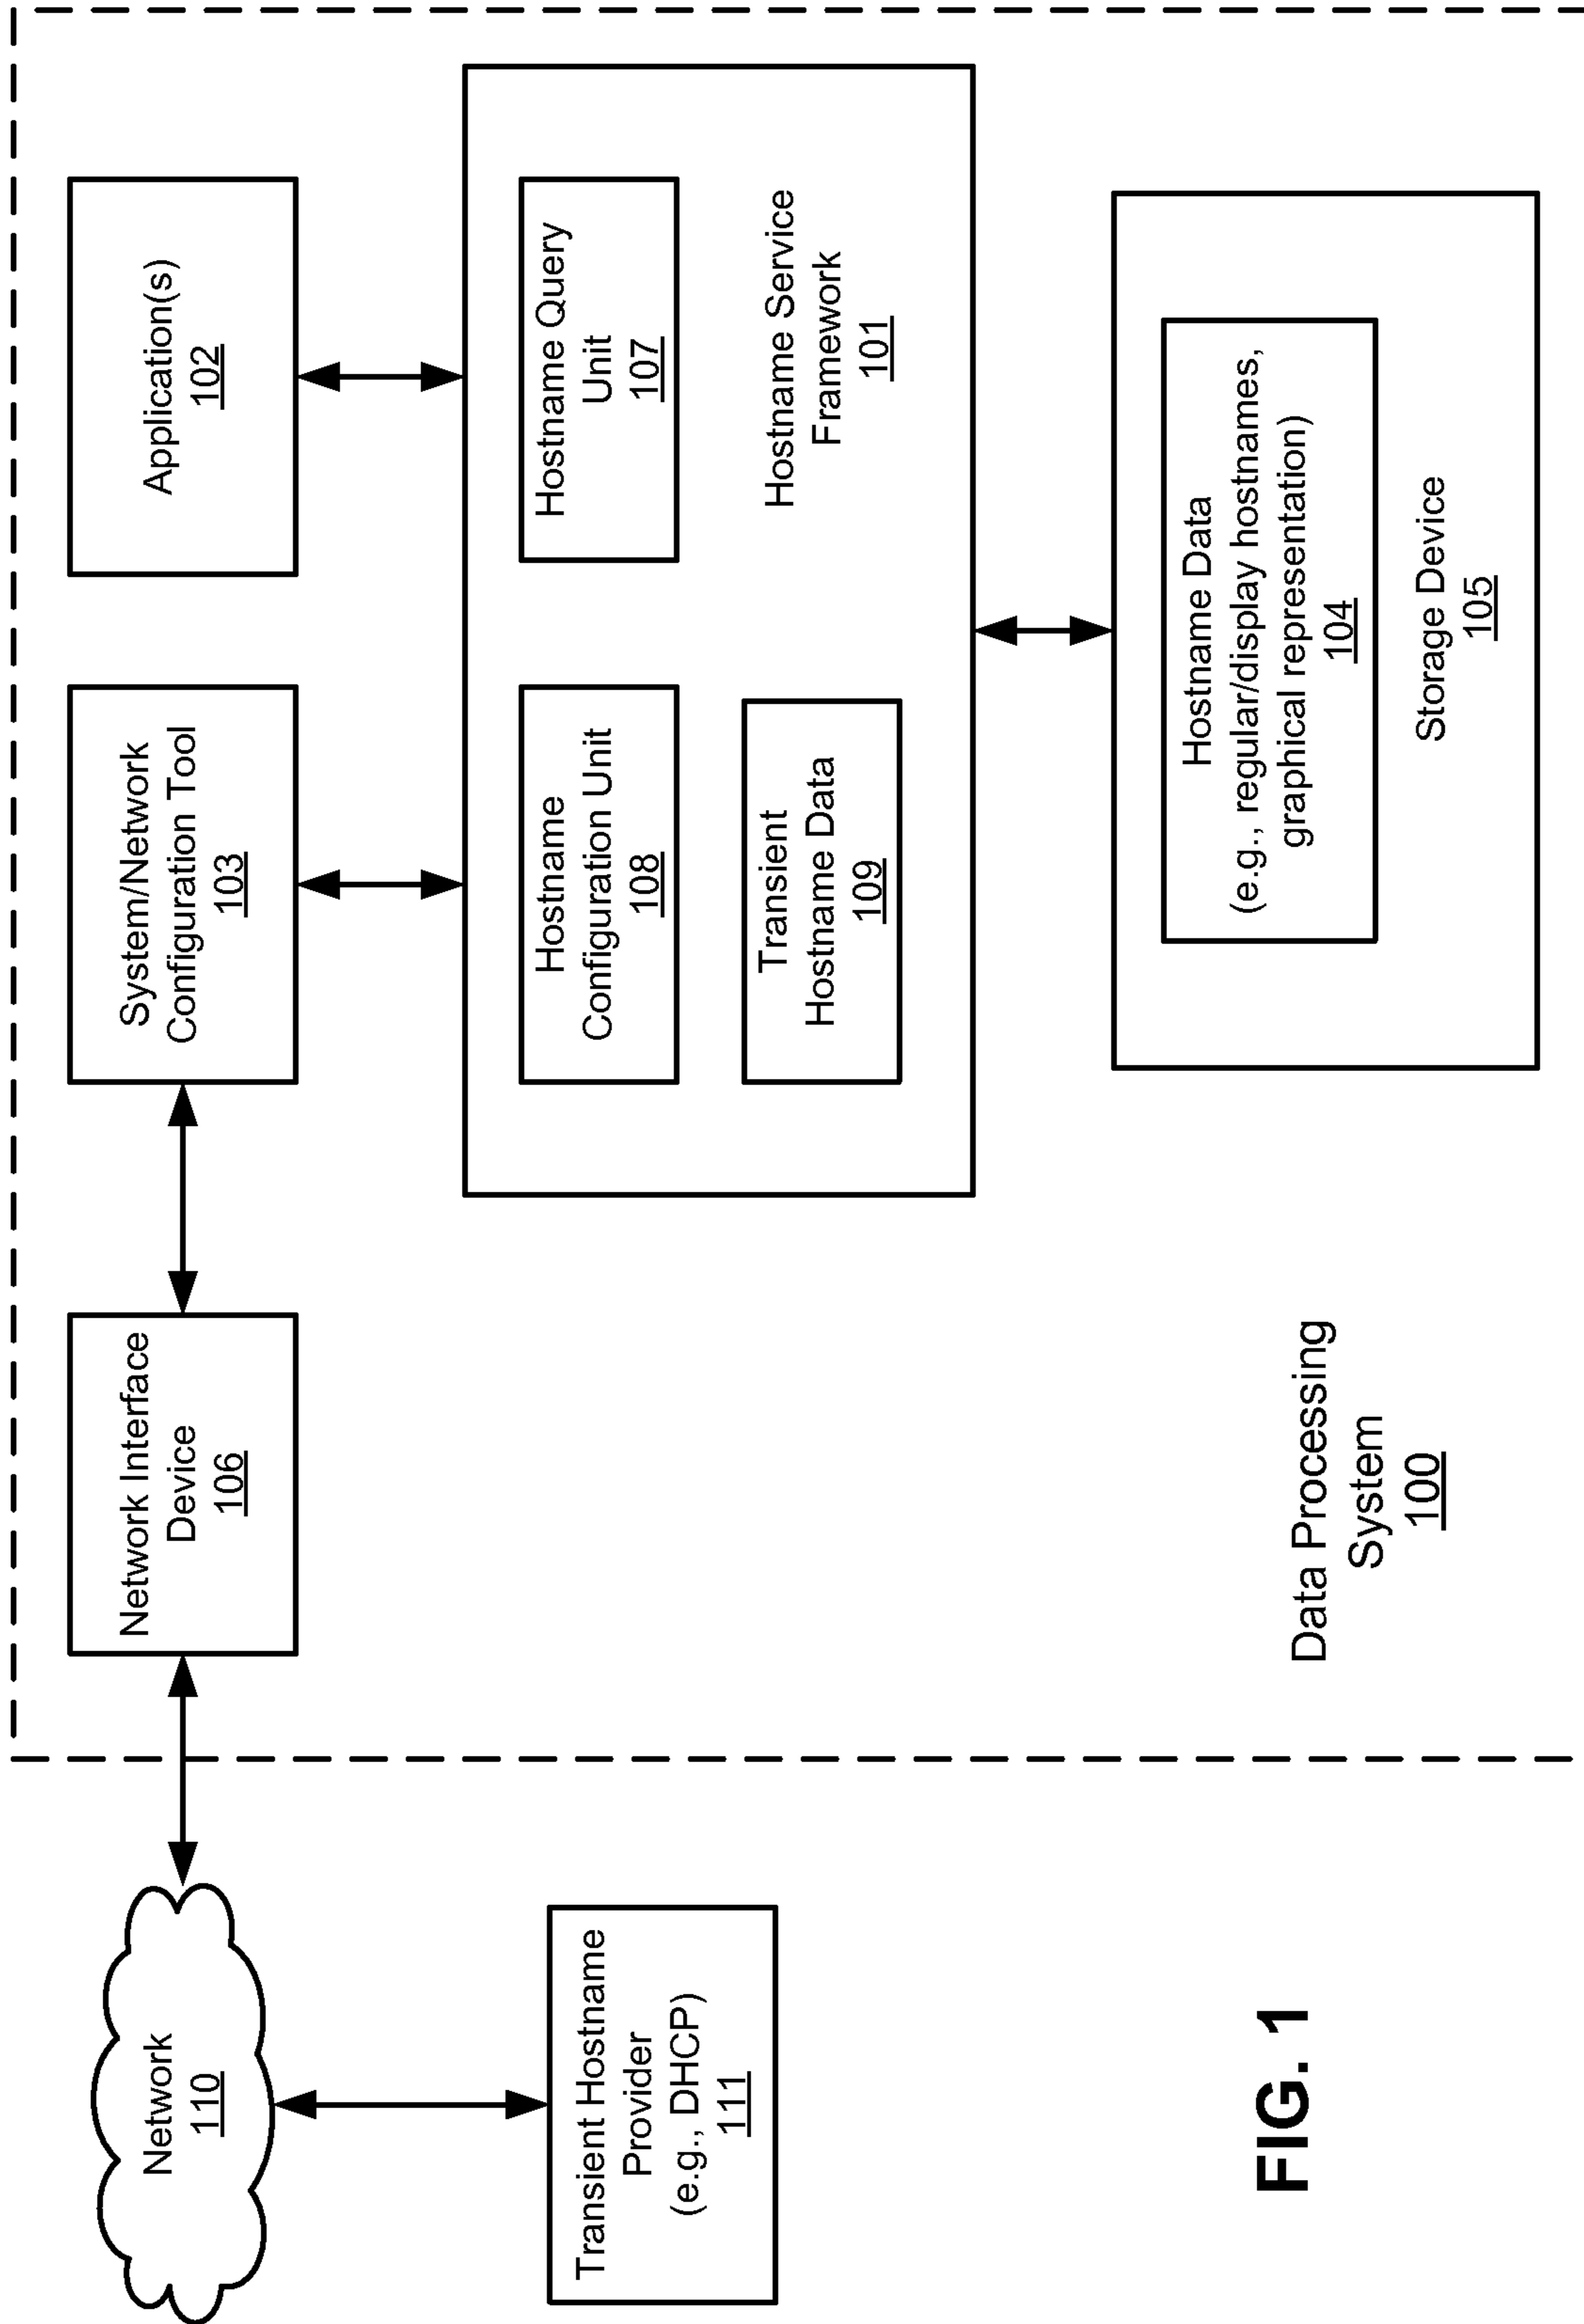 Network
110
Transient Hostname
Provider
(e.g., DHCP)
111
Network Interface
Device
106
System/Network
Configuration Tool
103
Application(s)
102
Hostname
Configuration Unit
108
Hostname Query
Unit
107
Transient
Hostname Data
109
Hostname Service
Framework
101
Hostname Data
(e.g., regular/display hostnames,
graphical representation)
104
Storage Device
105
Data Processing
System
100
FIG. 1